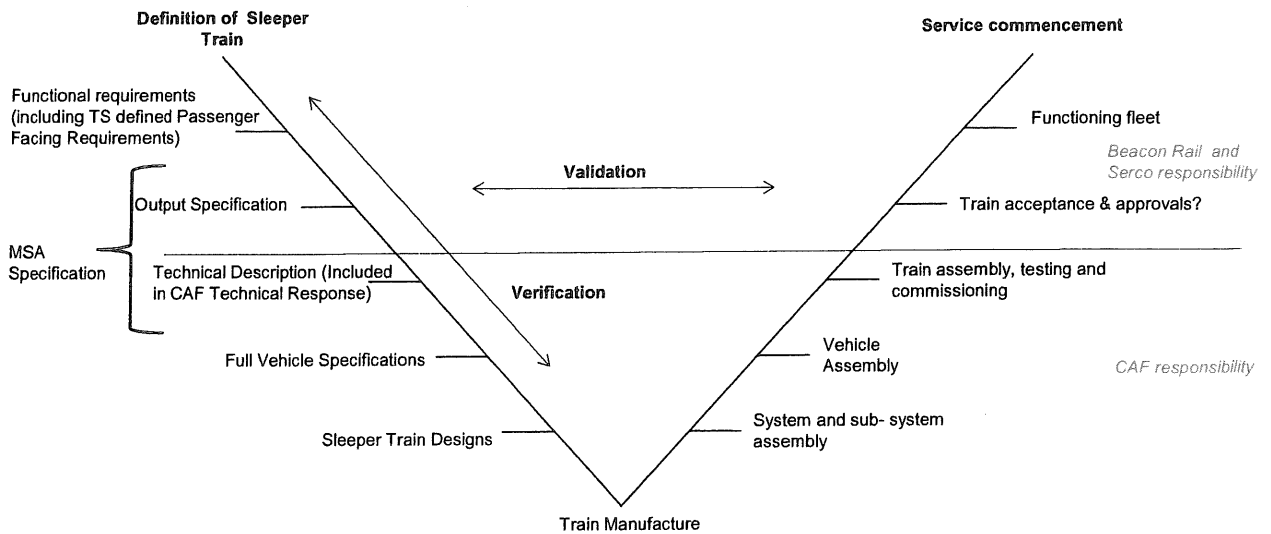 Definition of Sleeper
Train
Service commencement
Functional requirements
(including TS defined Passenger
Facing Requirements)
Functioning fleet
Beacon Rail and
Serco responsibility
Validation
Output Specification
Train acceptance & approvals?
MSA
Specification
Technical Description (Included
in CAF Technical Response)
Verification
Train assembly, testing and
commissioning
Full Vehicle Specifications
Vehicle
Assembly
CAF responsibility
Sleeper Train Designs
System and sub- system
assembly
Train Manufacture